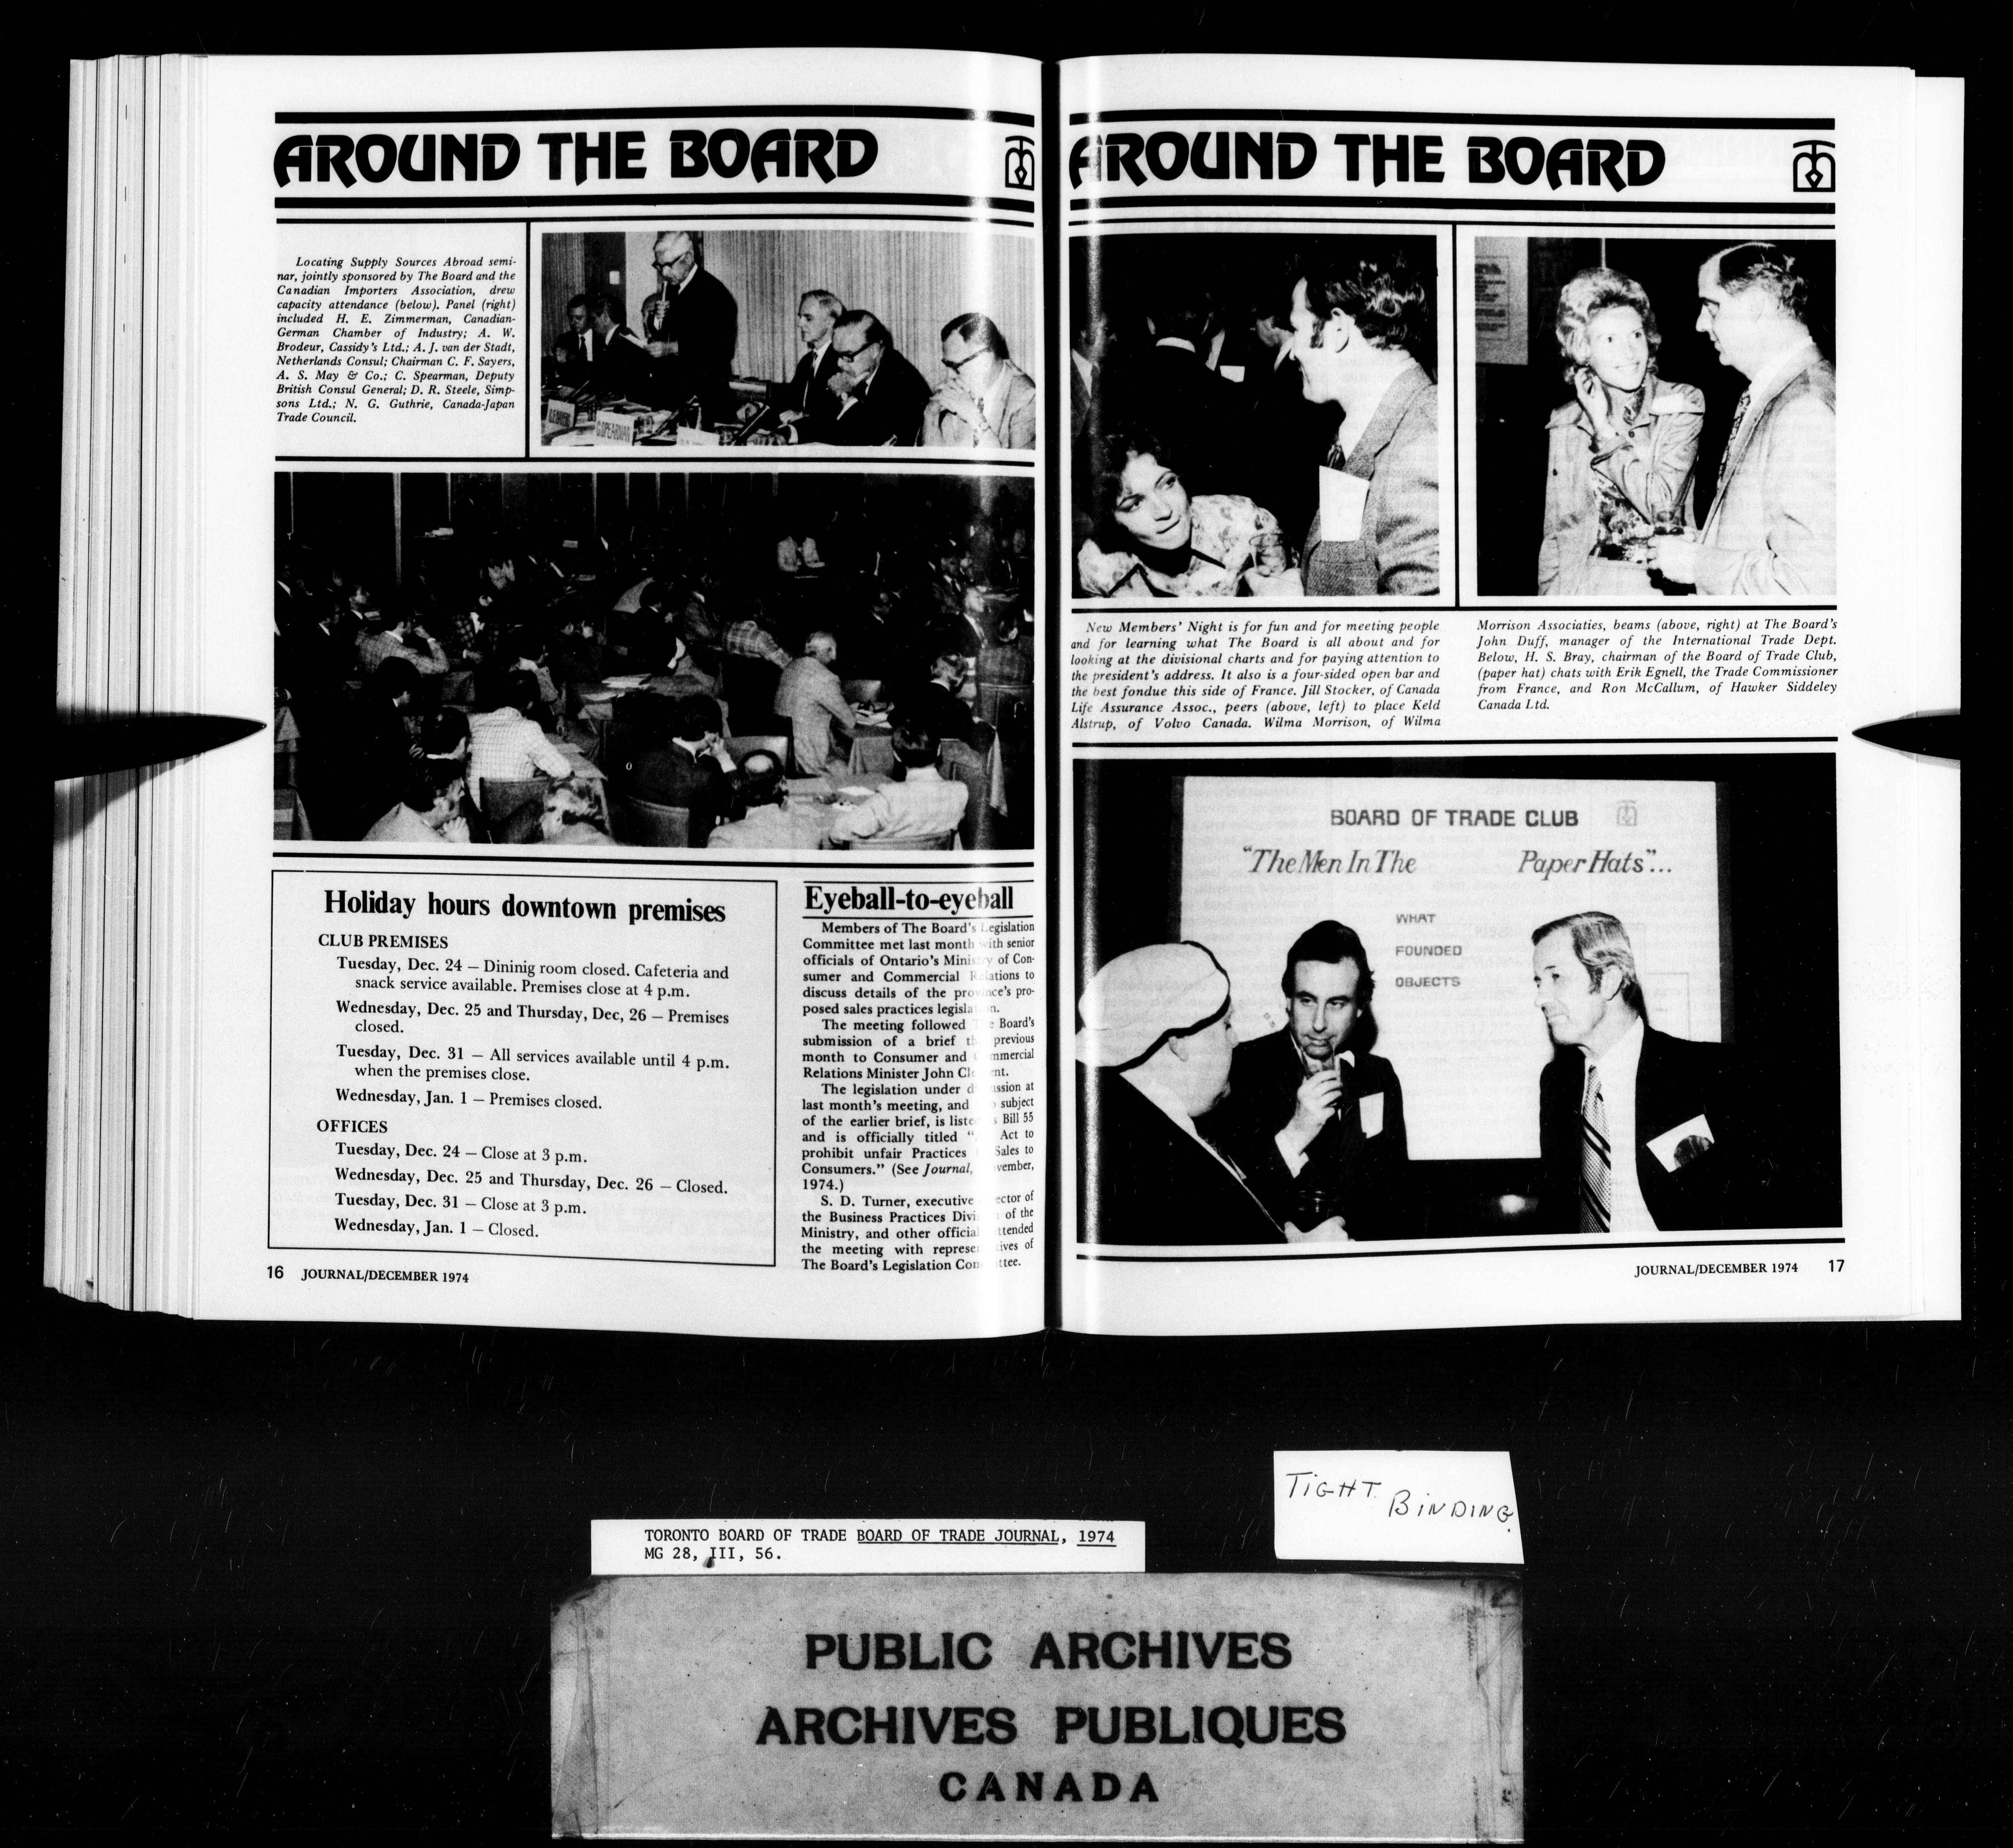 AROUND THE BOARD
Locating Supply Sources Abroad semi-
nar, jointly sponsored by The Board and the
Canadian Importers Association, drew
capacity attendance (below). Panel (right)
included H. E. Zimmerman, Canadian-
German Chamber of Industry; A. W.
Brodeur, Cassidy's Ltd.; A. J. van der Stadt,
Netherlands Consul; Chairman C. F. Sayers,
A. S. May & Co.; C. Spearman, Deputy
British Consul General; D. R. Steele, Simp-
sons Ltd.; N. G. Guthrie, Canada-Japan
Trade Council.
C.SPEARMAN
Holiday hours downtown premises
CLUB PREMISES
Tuesday, Dec. 24 — Dininig room closed. Cafeteria and
snack service available. Premises close at 4 p.m.
Wednesday, Dec. 25 and Thursday, Dec, 26 — Premises
closed.
Tuesday, Dec. 31 — All services available until 4 p.m.
when the premises close.
Wednesday, Jan. 1 — Premises closed.
OFFICES
Tuesday, Dec. 24 — Close at 3 p.m.
Wednesday, Dec. 25 and Thursday, Dec. 26 — Closed.
Tuesday, Dec. 31 — Close at 3 p.m.
Wednesday, Jan. 1 — Closed.
Eyeball-to-eyeball
Members of The Board's Legislation
Committee met last month with senior
officials of Ontario's Ministry of Con-
sumer and Commercial Relations to
discuss details of the province's pro-
posed sales practices legislation.
The meeting followed Board's
submission of a brief previous
month to Consumer and Commercial
Relations Minister John
The legislation under at
last month's meeting, and subject
of the earlier brief, is Bill 55
and is officially titled Act to
prohibit unfair Practices Sales to
Consumers." (See Journal,
1974.)
S. D. Turner, executive
the Business Practices of the
Ministry, and other
the meeting with of
The Board's Legislation
16 JOURNAL/DECEMBER 1974
AROUND THE BOARD
New Members' Night is for fun and for meeting people
and for learning what The Board is all about and for
looking at the divisional charts and for paying attention to
the president's address. It also is a four-sided open bar and
the best fondue this side of France. Jill Stocker, of Canada
Life Assurance Assoc., peers (above, left) to place Keld
Alstrup, of Volvo Canada. Wilma Morrison, of Wilma
Morrison Associaties, beams (above, right) at The Board's
John Duff, manager of the International Trade Dept.
Below, H. S. Bray, chairman of the Board of Trade Club,
(paper hat) chats with Erik Egnell, the Trade Commissioner
from France, and Ron McCallum, of Hawker Siddeley
Canada Ltd.
BOARD OF TRADE CLUB
"The Men In The Paper Hats"...
WHAT
FOUNDED
OBJECTS
JOURNAL/DECEMBER 1974 17
TIGHT BINDING.
TORONTO BOARD OF TRADE BOARD OF TRADE JOURNAL, 1974
MG 28, III, 56.
PUBLIC ARCHIVES
ARCHIVES PUBLIQUES
CANADA